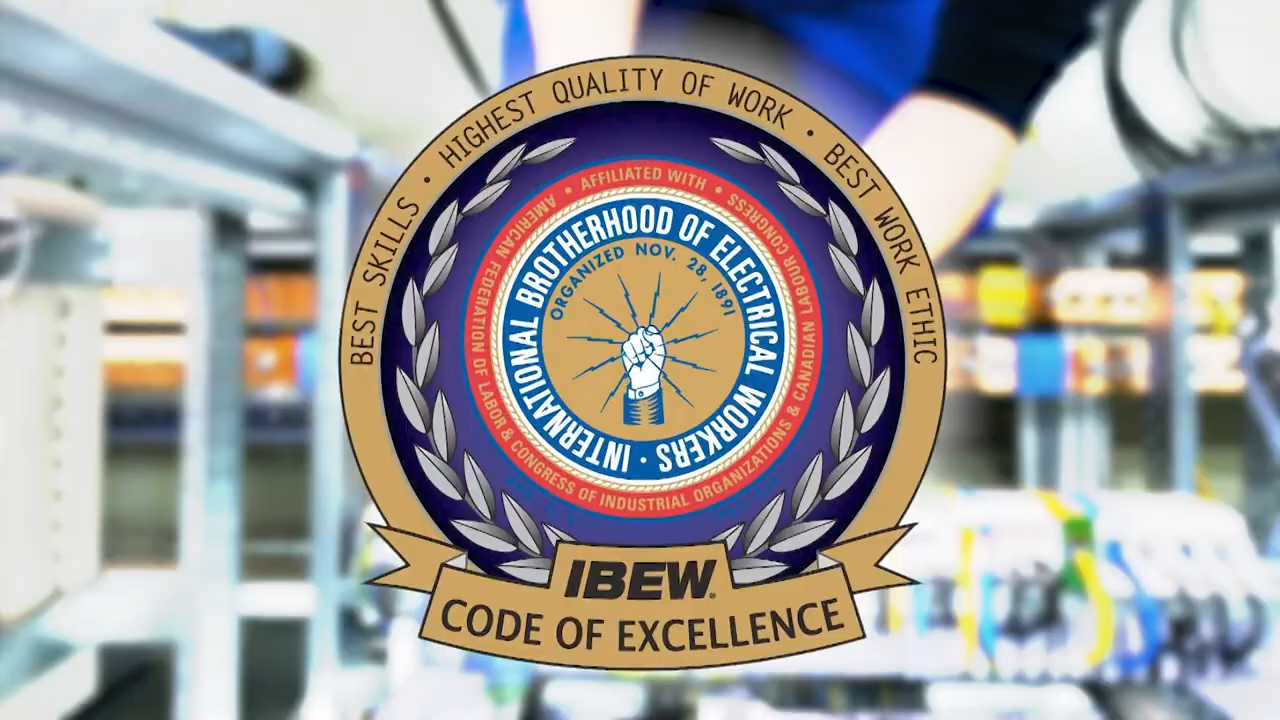 BEST SKILLS • HIGHEST QUALITY OF WORK • BEST WORK ETHIC
• AFFILIATED WITH •
AMERICAN FEDERATION OF LABOR & CONGRESS OF INDUSTRIAL ORGANIZATIONS & CANADIAN LABOUR CONGRESS
INTERNATIONAL BROTHERHOOD OF ELECTRICAL WORKERS •
ORGANIZED NOV. 28, 1891
IBEW®
CODE OF EXCELLENCE